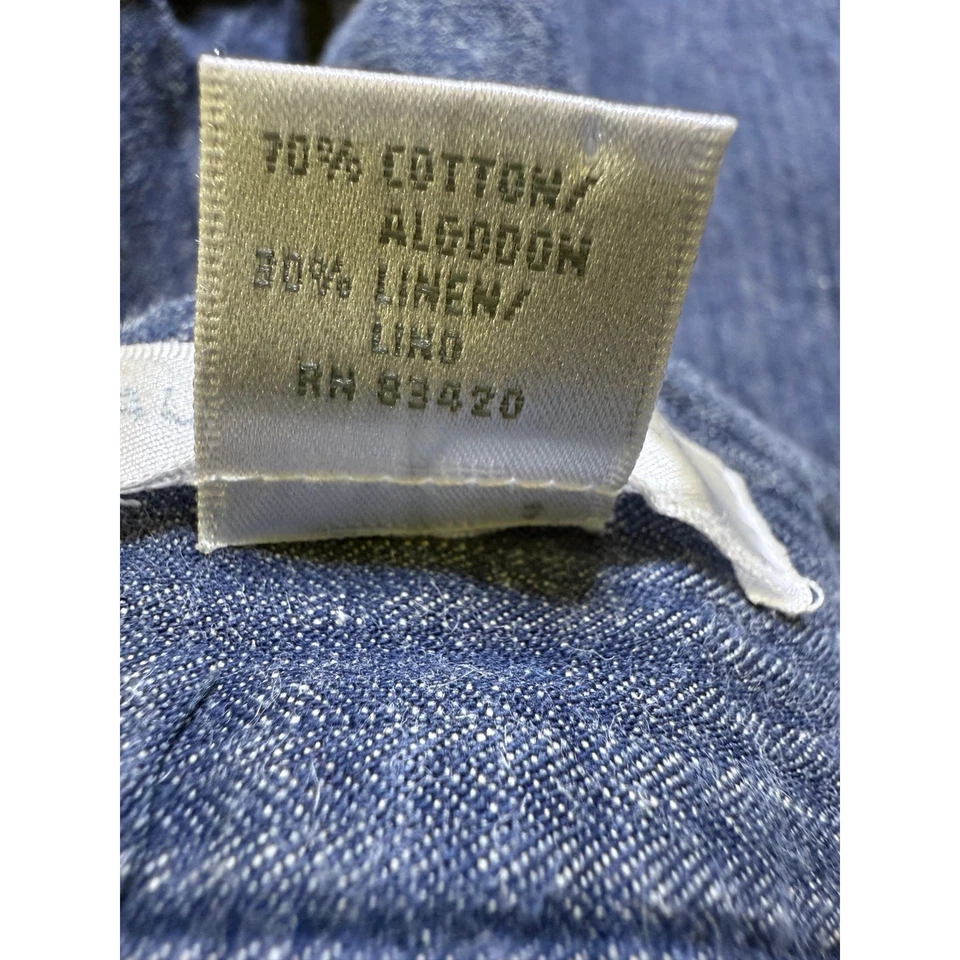 70% COTTON/
ALGODON
30% LINEN/
LINO
RN 83420